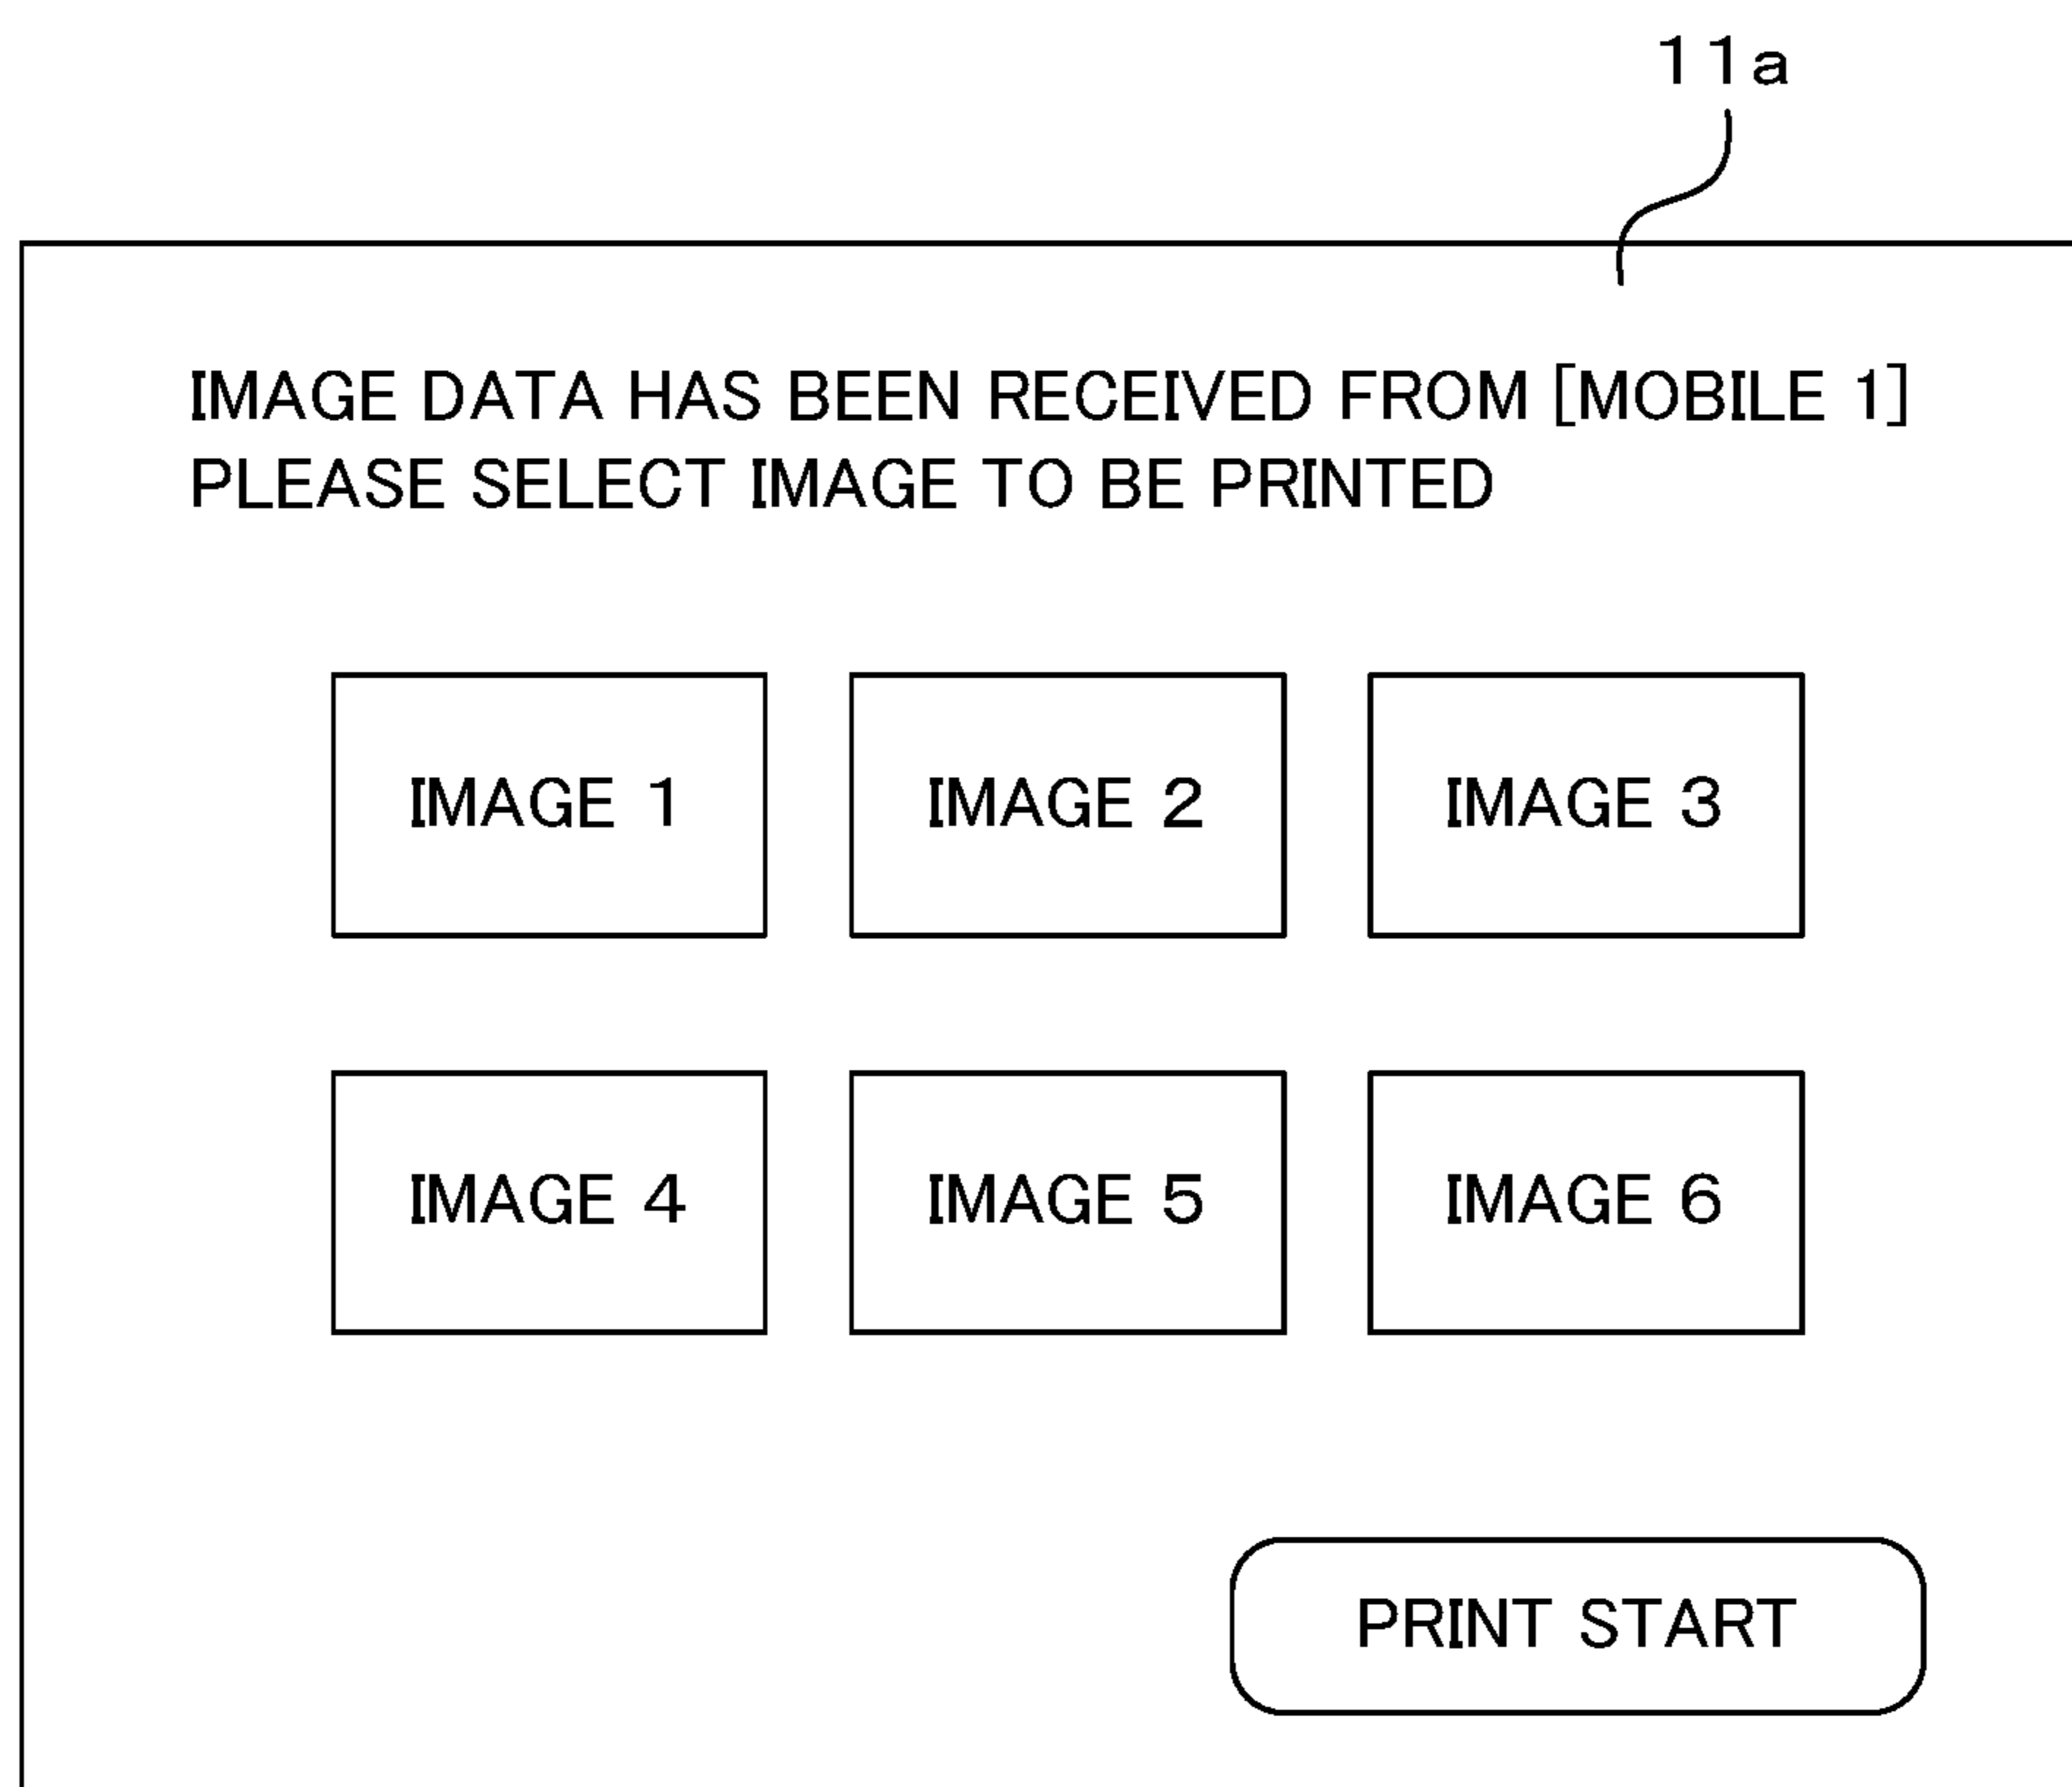 11a
IMAGE DATA HAS BEEN RECEIVED FROM [MOBILE 1]
PLEASE SELECT IMAGE TO BE PRINTED
IMAGE 1
IMAGE 2
IMAGE 3
IMAGE 4
IMAGE 5
IMAGE 6
PRINT START